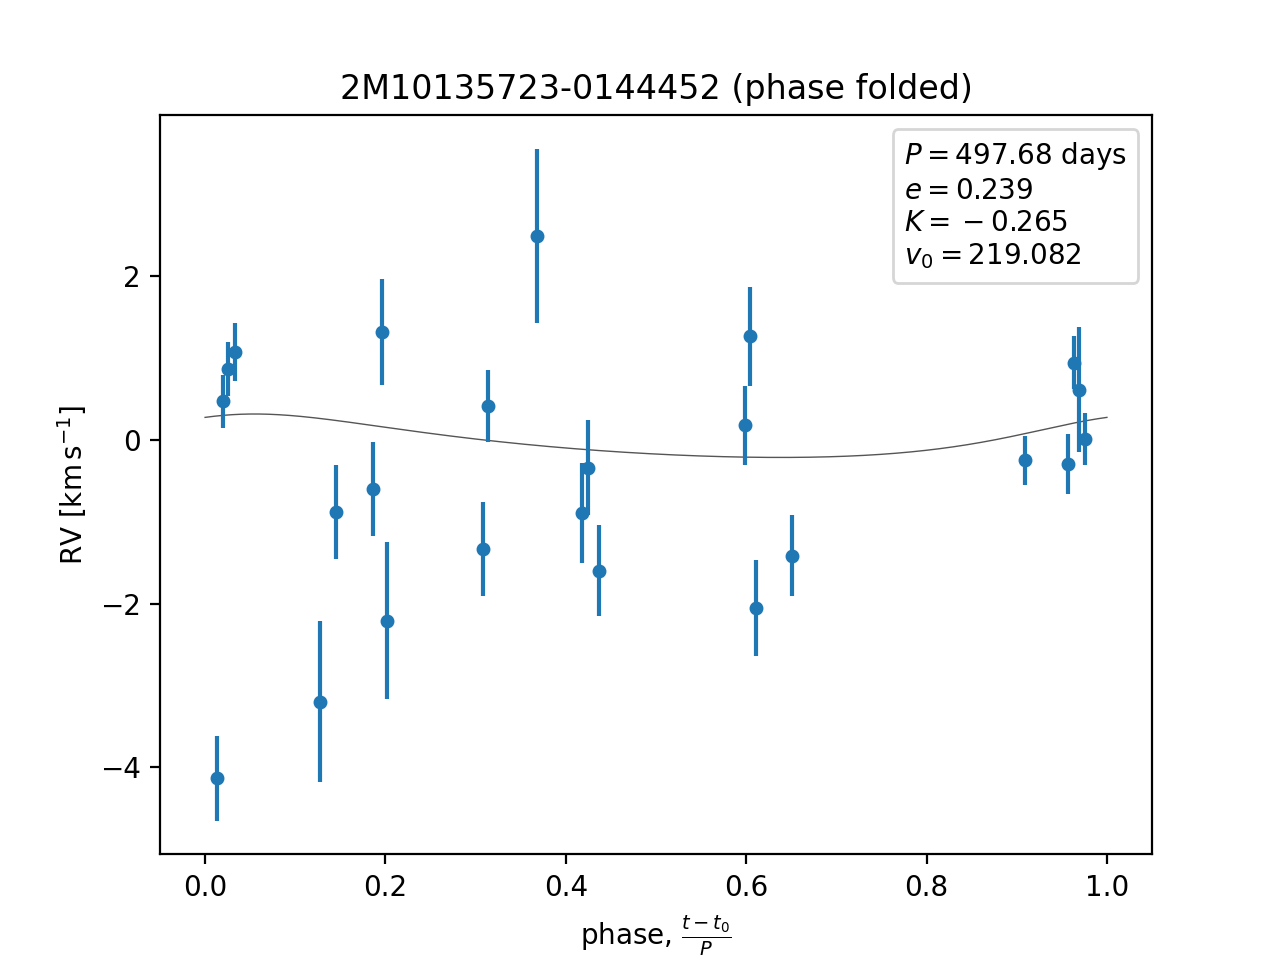 2M10135723-0144452 (phase folded)
P = 497.68 days
e = 0.239
K = −0.265
v₀ = 219.082
RV [km s⁻¹]
2
0
−2
−4
0.0 0.2 0.4 0.6 0.8 1.0
phase, (t − t₀)/P